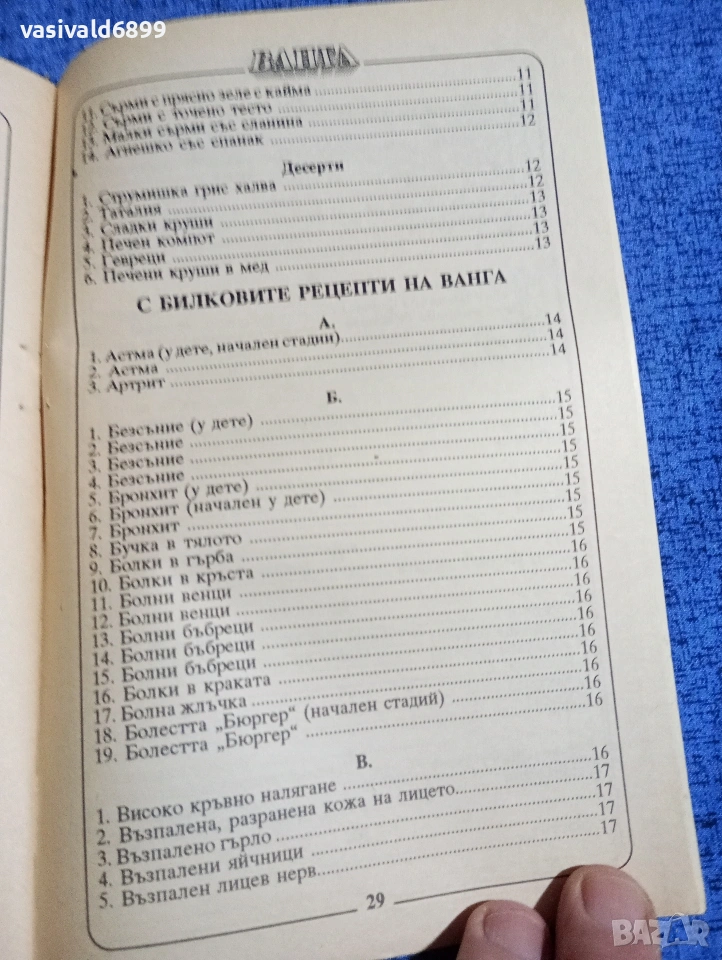 vasivald6899
ВАНГА
11. Сърми с прясно зеле с кайма 11
12. Сърми с точено тесто 11
13. Малки сърми със сланина 11
14. Агнешко със спанак 12
Десерти
1. Струмишка грис халва 12
2. Таталия 12
3. Сладки круши 13
4. Печен компот 13
5. Гевреци 13
6. Печени круши в мед 13
С БИЛКОВИТЕ РЕЦЕПТИ НА ВАНГА
А.
1. Астма (у дете, начален стадии) 14
2. Астма 14
3. Артрит 14
Б.
1. Безсъние (у дете) 15
2. Безсъние 15
3. Безсъние 15
4. Безсъние 15
5. Бронхит (у дете) 15
6. Бронхит (начален у дете) 15
7. Бронхит 15
8. Бучка в тялото 15
9. Болки в гърба 15
10. Болки в кръста 16
11. Болни венци 16
12. Болни венци 16
13. Болни бъбреци 16
14. Болни бъбреци 16
15. Болни бъбреци 16
16. Болки в краката 16
17. Болна жлъчка 16
18. Болестта „Бюргер“ (начален стадий) 16
19. Болестта „Бюргер“ 16
В.
1. Високо кръвно налягане 16
2. Възпалена, разранена кожа на лицето 17
3. Възпалено гърло 17
4. Възпалени яйчници 17
5. Възпален лицев нерв 17
29
BAZAR